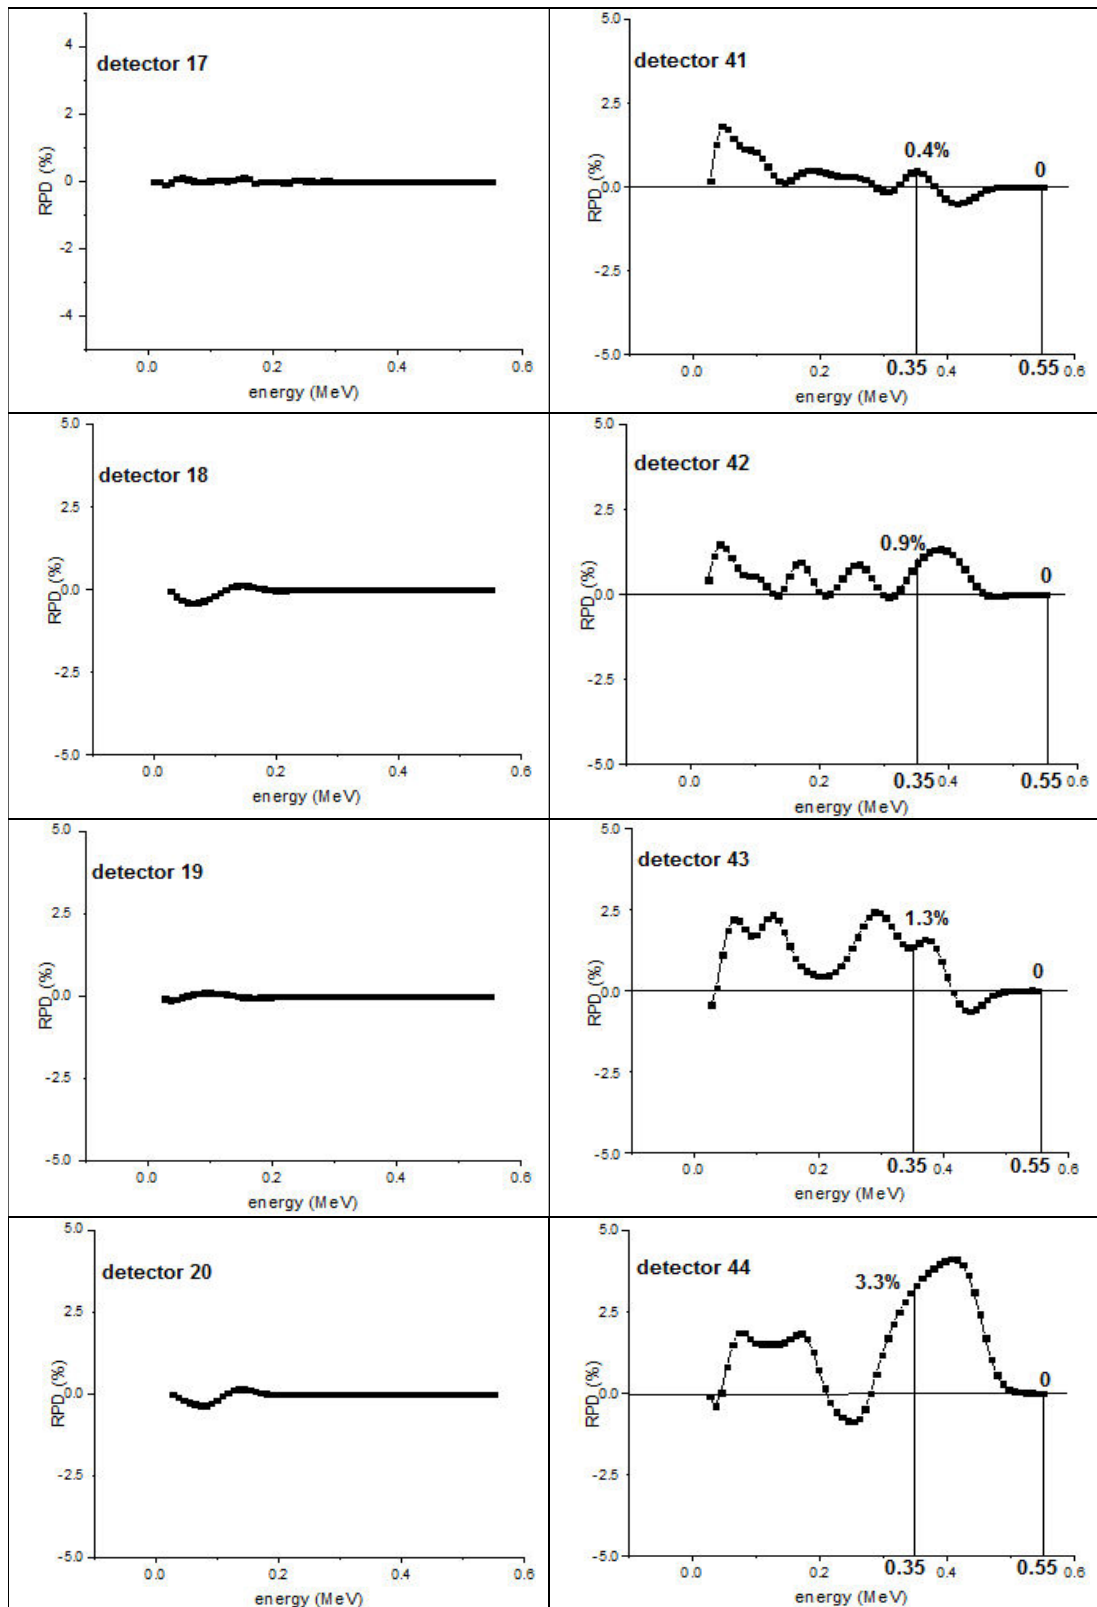 detector 17
4
2
0
-2
-4
RPD (%)
0.0 0.2 0.4 0.6
energy (MeV)
detector 41
5.0
2.5
0.0
-2.5
-5.0
RPD (%)
0.4%
0
0.0 0.2 0.35 0.4 0.55 0.6
energy (MeV)
detector 18
5.0
2.5
0.0
-2.5
-5.0
RPD (%)
0.0 0.2 0.4 0.6
energy (MeV)
detector 42
5.0
2.5
0.0
-2.5
-5.0
RPD (%)
0.9%
0
0.0 0.2 0.35 0.4 0.55 0.6
energy (MeV)
detector 19
5.0
2.5
0.0
-2.5
-5.0
RPD (%)
0.0 0.2 0.4 0.6
energy (MeV)
detector 43
5.0
2.5
0.0
-2.5
-5.0
RPD (%)
1.3%
0
0.0 0.2 0.35 0.4 0.55 0.6
energy (MeV)
detector 20
5.0
2.5
0.0
-2.5
-5.0
RPD (%)
0.0 0.2 0.4 0.6
energy (MeV)
detector 44
5.0
2.5
0.0
-2.5
-5.0
RPD (%)
3.3%
0
0.0 0.2 0.35 0.4 0.55 0.6
energy (MeV)